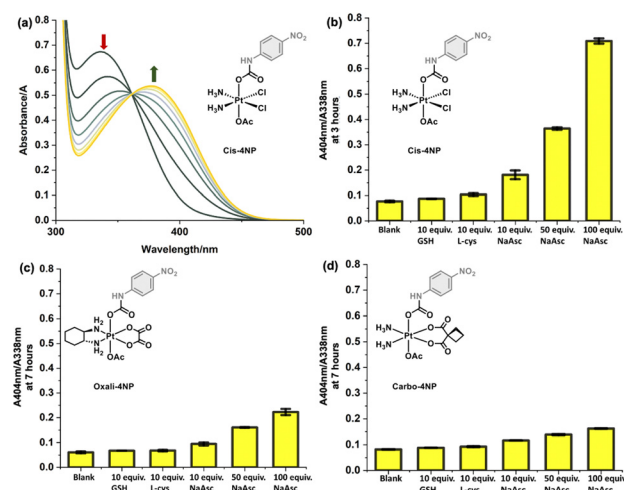 (a)
Absorbance/A
0.8
0.7
0.6
0.5
0.4
0.3
0.2
0.1
0.0
300
400
500
Wavelength/nm
NO2
HN
O
O
H3N
Cl
Pt
H3N
Cl
OAc
Cis-4NP
(b)
A404nm/A338nm
at 3 hours
0.8
0.7
0.6
0.5
0.4
0.3
0.2
0.1
0.0
NO2
HN
O
O
H3N
Cl
Pt
H3N
Cl
OAc
Cis-4NP
Blank
10 equiv.
GSH
10 equiv.
L-cys
10 equiv.
NaAsc
50 equiv.
NaAsc
100 equiv.
NaAsc
(c)
A404nm/A338nm
at 7 hours
0.8
0.7
0.6
0.5
0.4
0.3
0.2
0.1
0.0
NO2
HN
O
O
H2
N
O
O
Pt
N
H2
O
O
OAc
Oxali-4NP
Blank
10 equiv.
GSH
10 equiv.
L-cys
10 equiv.
NaAsc
50 equiv.
NaAsc
100 equiv.
NaAsc
(d)
A404nm/A338nm
at 7 hours
0.8
0.7
0.6
0.5
0.4
0.3
0.2
0.1
0.0
NO2
HN
O
O
O
H3N
O
Pt
H3N
O
OAc
O
Carbo-4NP
Blank
10 equiv.
GSH
10 equiv.
L-cys
10 equiv.
NaAsc
50 equiv.
NaAsc
100 equiv.
NaAsc